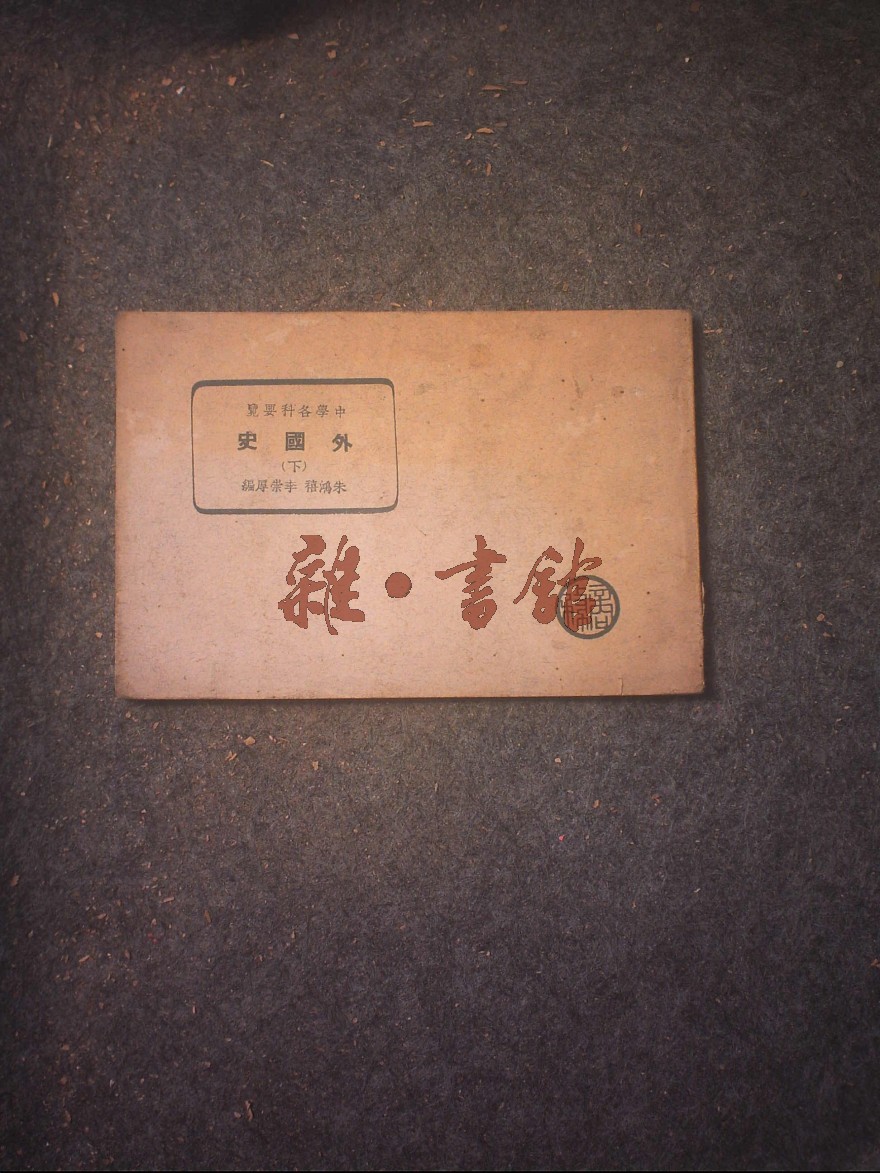 中學各科要覽
外國史
(下)
朱鴻禧 李崇厚編
雜·書館